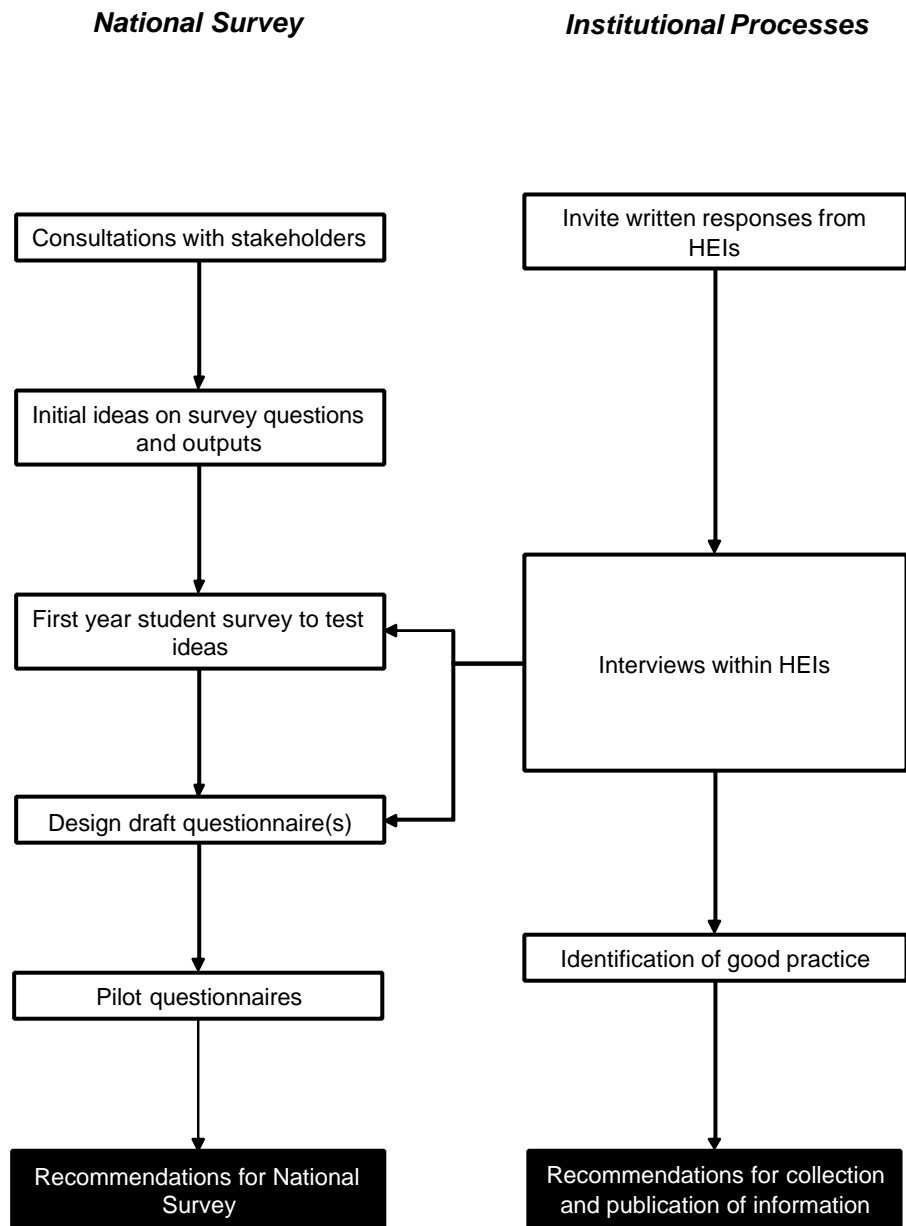 National Survey
Institutional Processes
Consultations with stakeholders
Invite written responses from
HEIs
Initial ideas on survey questions
and outputs
First year student survey to test
ideas
Interviews within HEIs
Design draft questionnaire(s)
Identification of good practice
Pilot questionnaires
Recommendations for National
Survey
Recommendations for collection
and publication of information